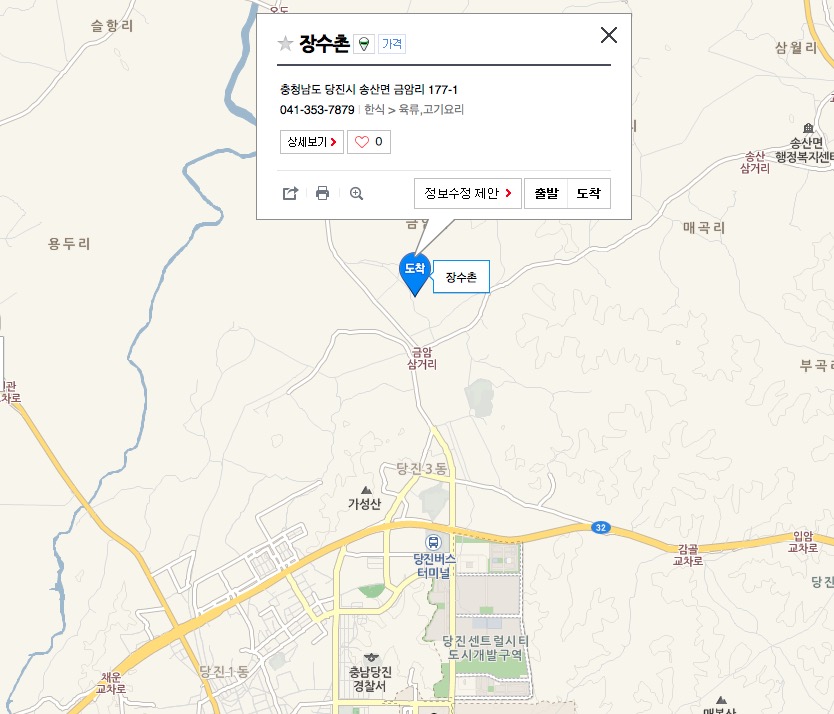 슬항리
장수촌
가격
충청남도 당진시 송산면 금암리 177-1
041-353-7879 한식 > 육류,고기요리
상세보기
0
정보수정 제안
출발
도착
삼월리
송산면
행정복지센터
송산
삼거리
매곡리
용두리
도착
장수촌
금암
삼거리
교차로
당진3동
가성산
32
당진버스
터미널
감골
교차로
입암
교차로
당진
당진센트럴시티
도시개발구역
당진1동
충남당진
경찰서
채운
교차로